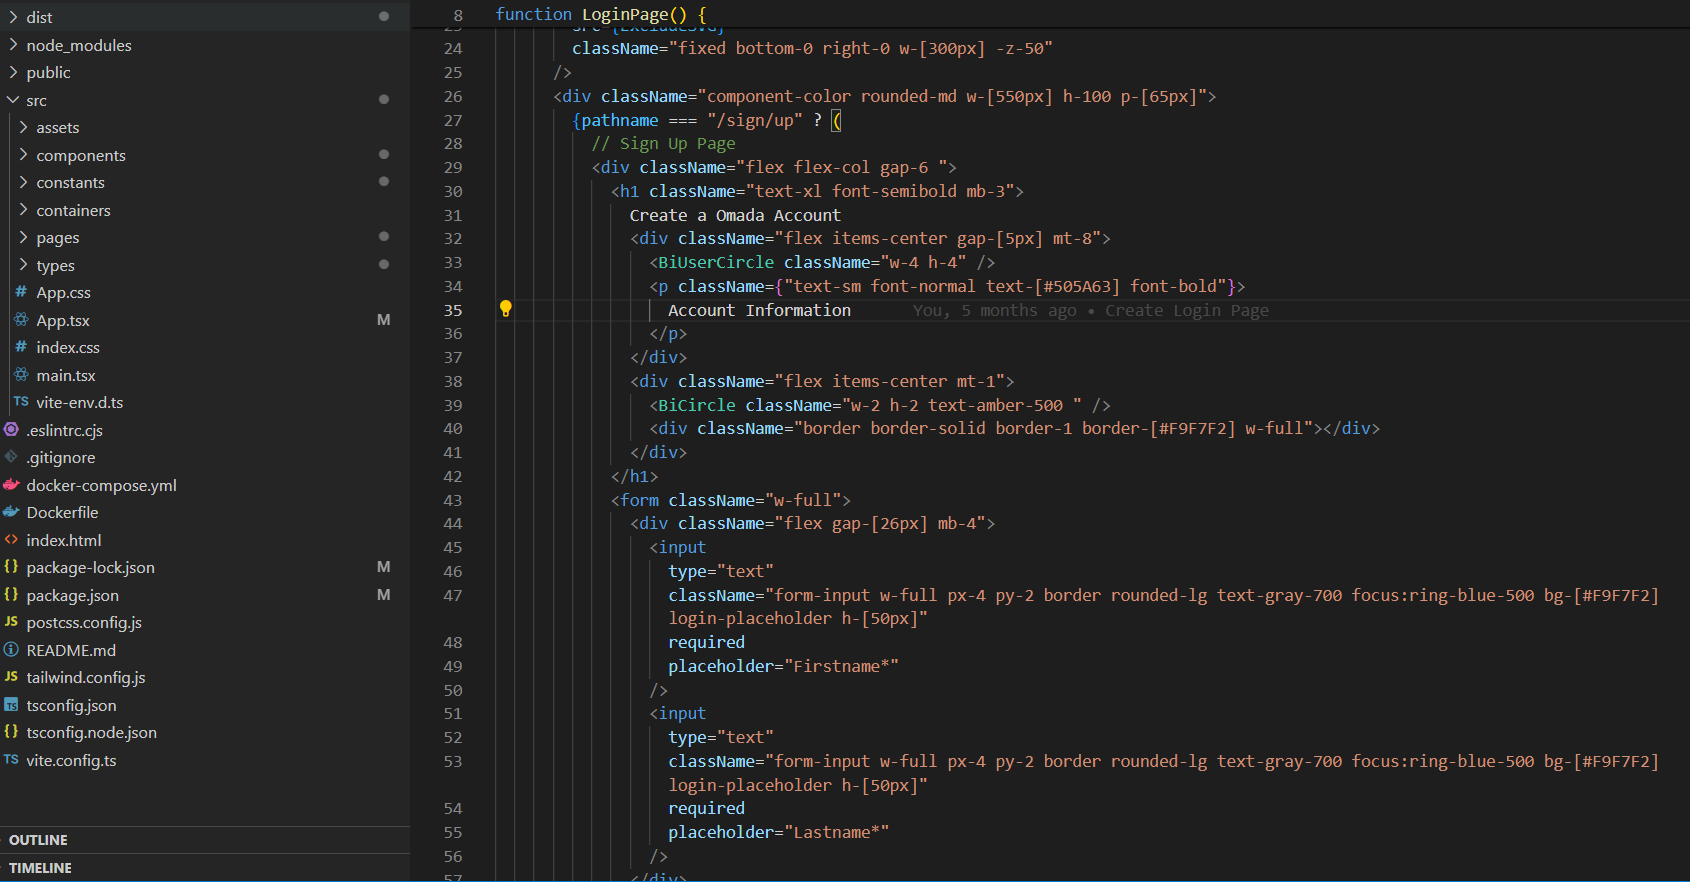 dist
node_modules
public
src
assets
components
constants
containers
pages
types
# App.css
App.tsx M
# index.css
main.tsx
TS vite-env.d.ts
.eslintrc.cjs
.gitignore
docker-compose.yml
Dockerfile
<> index.html
{} package-lock.json M
{} package.json M
JS postcss.config.js
README.md
JS tailwind.config.js
TS tsconfig.json
{} tsconfig.node.json
TS vite.config.ts
OUTLINE
TIMELINE
8 function LoginPage() {
23 src={ExcludeSvg}
24 className="fixed bottom-0 right-0 w-[300px] -z-50"
25 />
26 <div className="component-color rounded-md w-[550px] h-100 p-[65px]">
27 {pathname === "/sign/up" ? (
28 // Sign Up Page
29 <div className="flex flex-col gap-6 ">
30 <h1 className="text-xl font-semibold mb-3">
31 Create a Omada Account
32 <div className="flex items-center gap-[5px] mt-8">
33 <BiUserCircle className="w-4 h-4" />
34 <p className={"text-sm font-normal text-[#505A63] font-bold"}>
35 Account Information You, 5 months ago • Create Login Page
36 </p>
37 </div>
38 <div className="flex items-center mt-1">
39 <BiCircle className="w-2 h-2 text-amber-500 " />
40 <div className="border border-solid border-1 border-[#F9F7F2] w-full"></div>
41 </div>
42 </h1>
43 <form className="w-full">
44 <div className="flex gap-[26px] mb-4">
45 <input
46 type="text"
47 className="form-input w-full px-4 py-2 border rounded-lg text-gray-700 focus:ring-blue-500 bg-[#F9F7F2]
login-placeholder h-[50px]"
48 required
49 placeholder="Firstname*"
50 />
51 <input
52 type="text"
53 className="form-input w-full px-4 py-2 border rounded-lg text-gray-700 focus:ring-blue-500 bg-[#F9F7F2]
login-placeholder h-[50px]"
54 required
55 placeholder="Lastname*"
56 />
57 </div>